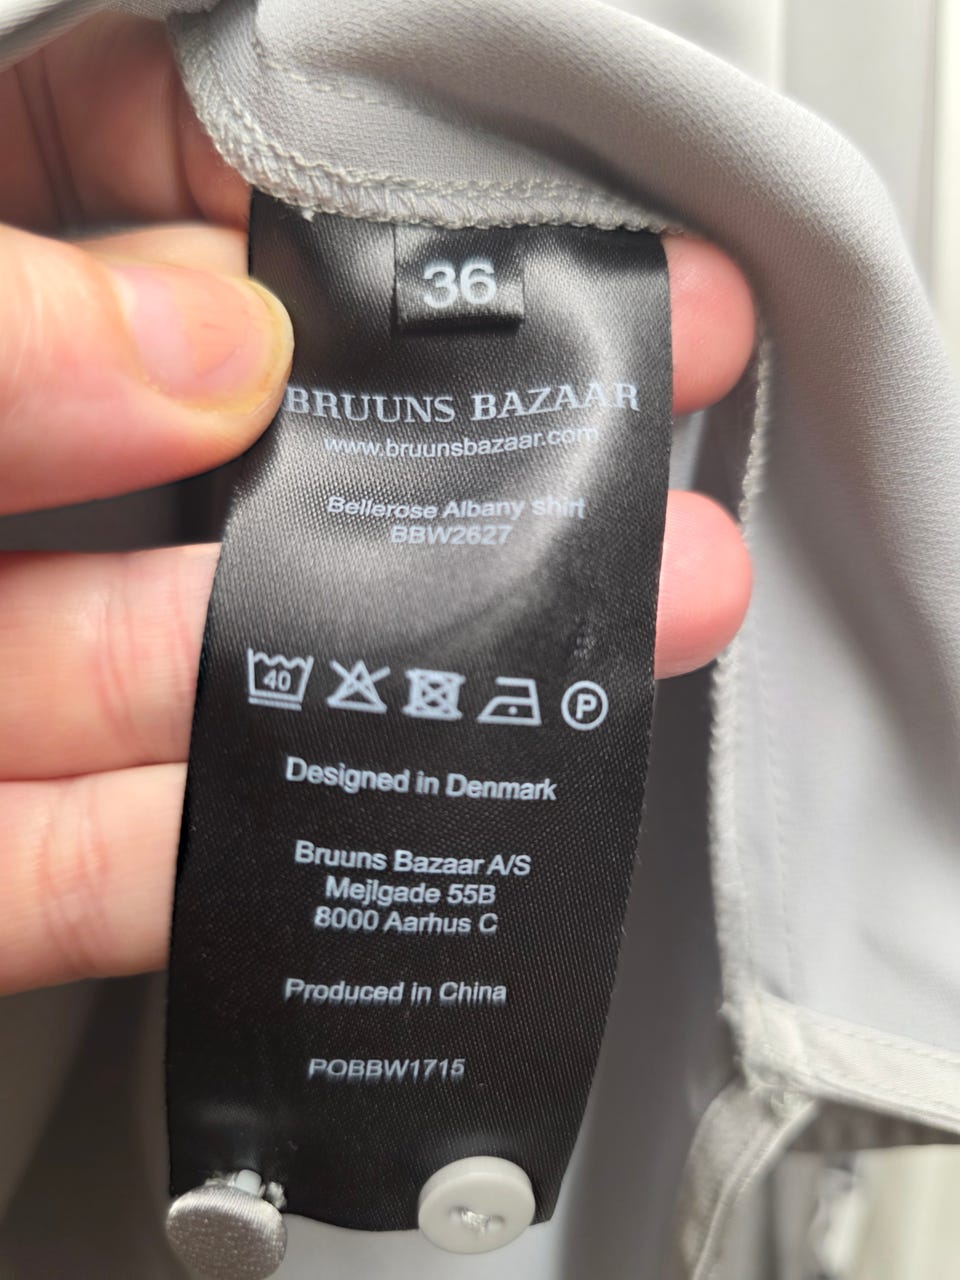 36
BRUUNS BAZAAR
www.bruunsbazaar.com
Bellerose Albany shirt
BBW2627
40
P
Designed in Denmark
Bruuns Bazaar A/S
Mejlgade 55B
8000 Aarhus C
Produced in China
POBBW1715